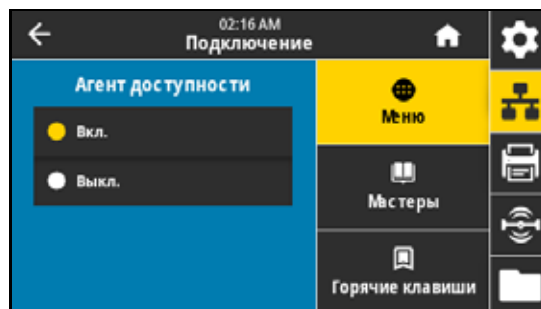 02:16 AM
Подключение
Агент доступности
Вкл.
Выкл.
Меню
Мастеры
Горячие клавиши